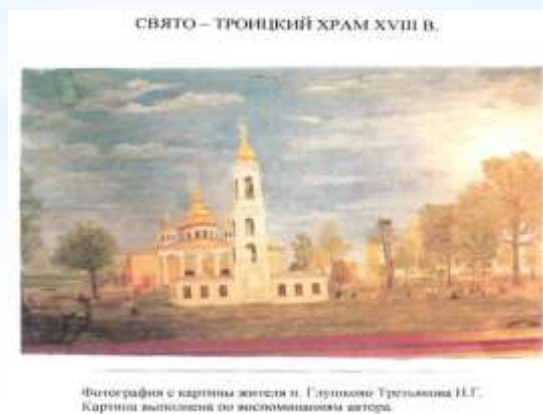 СВЯТО – ТРОИЦКИЙ ХРАМ XVIII В.
Фотография с картины жителя п. Глушково Третьякова Н.Г.
Картина выполнена по воспоминаниям автора.